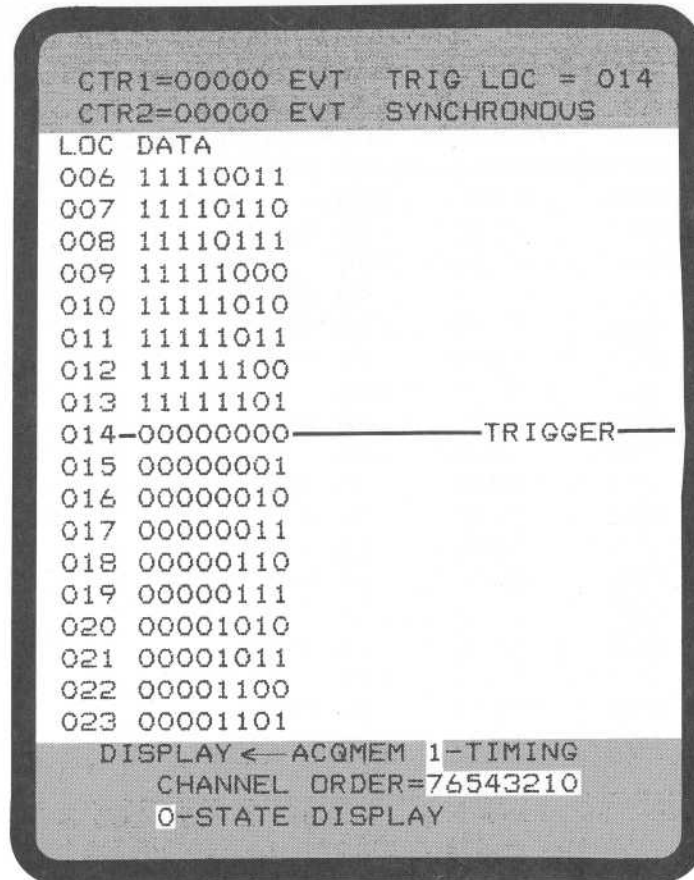 CTR1=00000 EVT TRIG LOC = 014
CTR2=00000 EVT SYNCHRONOUS
LOC DATA
006 11110011
007 11110110
008 11110111
009 11111000
010 11111010
011 11111011
012 11111100
013 11111101
014-00000000 TRIGGER
015 00000001
016 00000010
017 00000011
018 00000110
019 00000111
020 00001010
021 00001011
022 00001100
023 00001101
DISPLAY ← ACQMEM 1-TIMING
CHANNEL ORDER=76543210
0-STATE DISPLAY